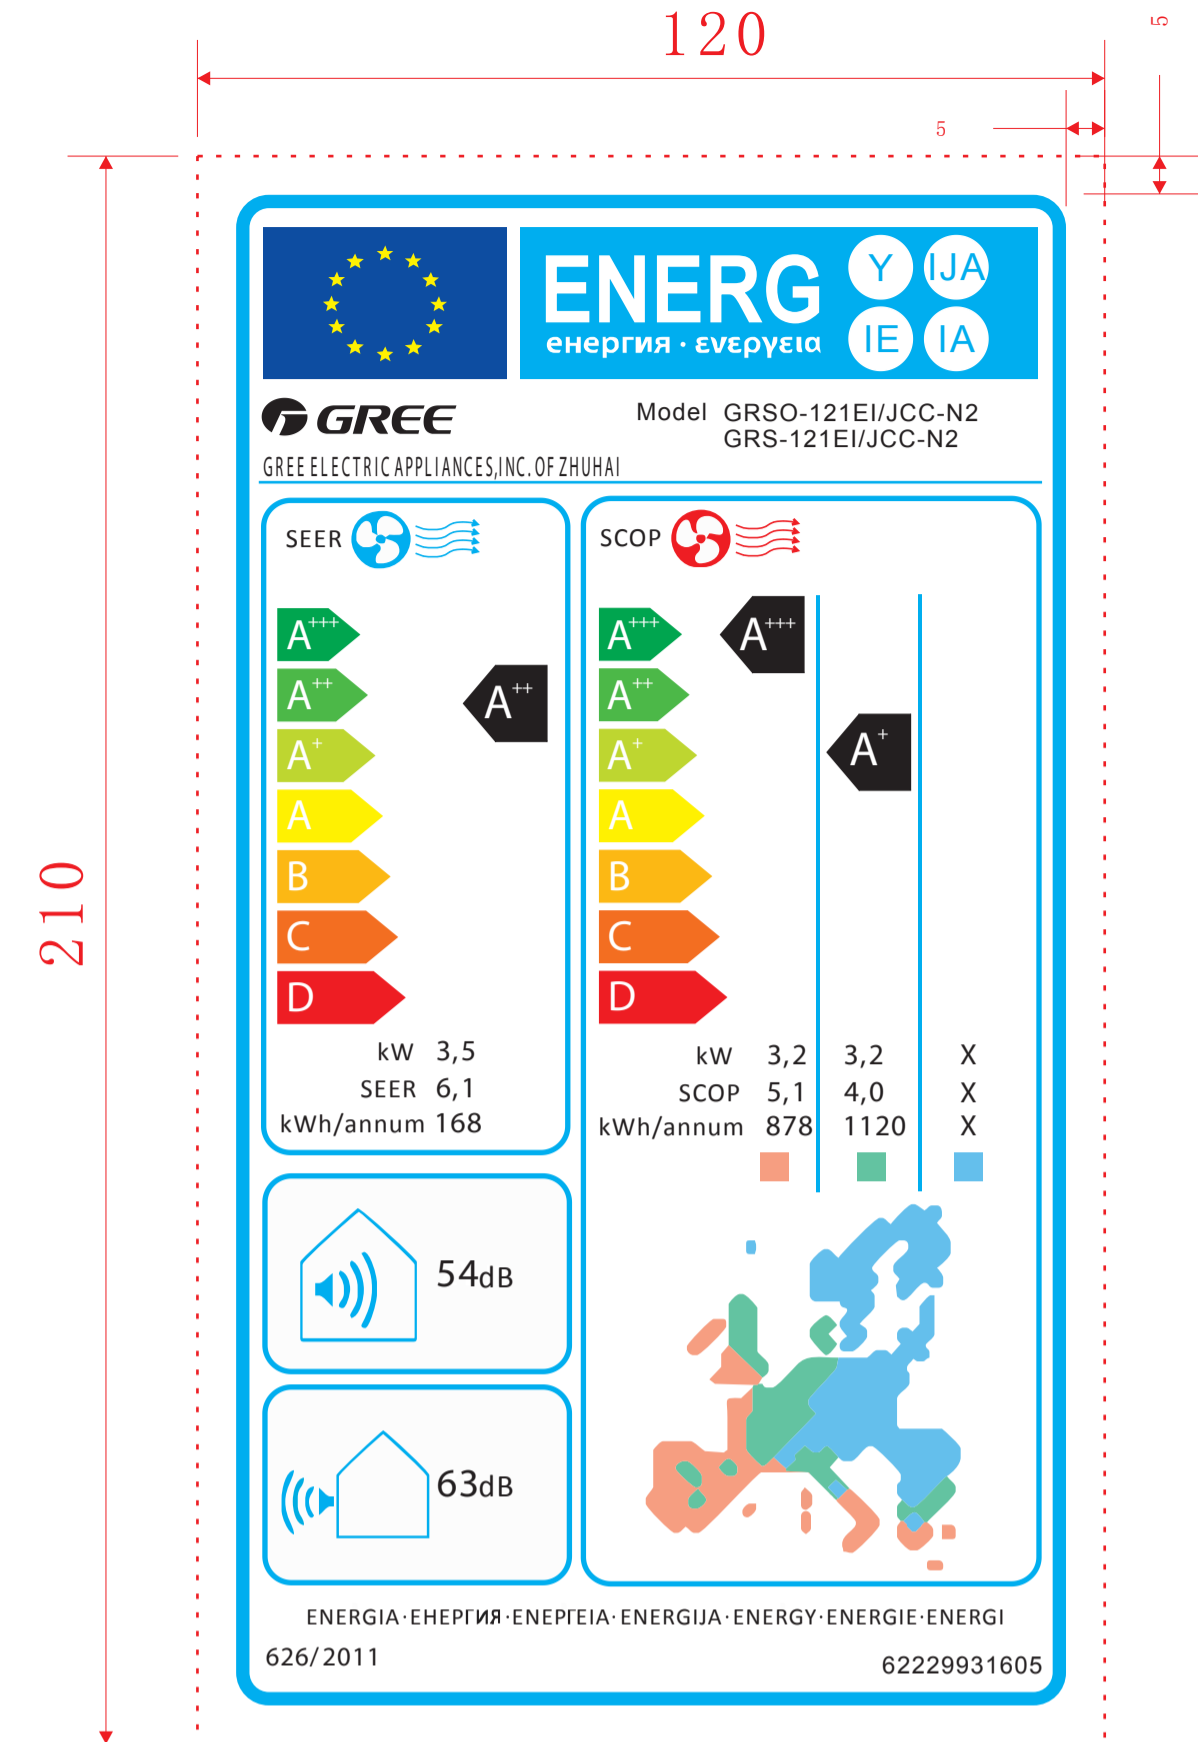 120
5
5
210
ENERG
енергия · ενεργεια
Y
IJA
IE
IA
GREE
Model GRSO-121EI/JCC-N2
GRS-121EI/JCC-N2
GREE ELECTRIC APPLIANCES,INC. OF ZHUHAI
SEER
A+++
A++
A+
A
B
C
D
A++
kW 3,5
SEER 6,1
kWh/annum 168
SCOP
A+++
A++
A+
A
B
C
D
A+++
A+
kW 3,2 3,2 X
SCOP 5,1 4,0 X
kWh/annum 878 1120 X
54dB
63dB
ENERGIA·ЕНЕРГИЯ·ΕΝΕΡΓΕΙΑ·ENERGIJA·ENERGY·ENERGIE·ENERGI
626/2011
62229931605